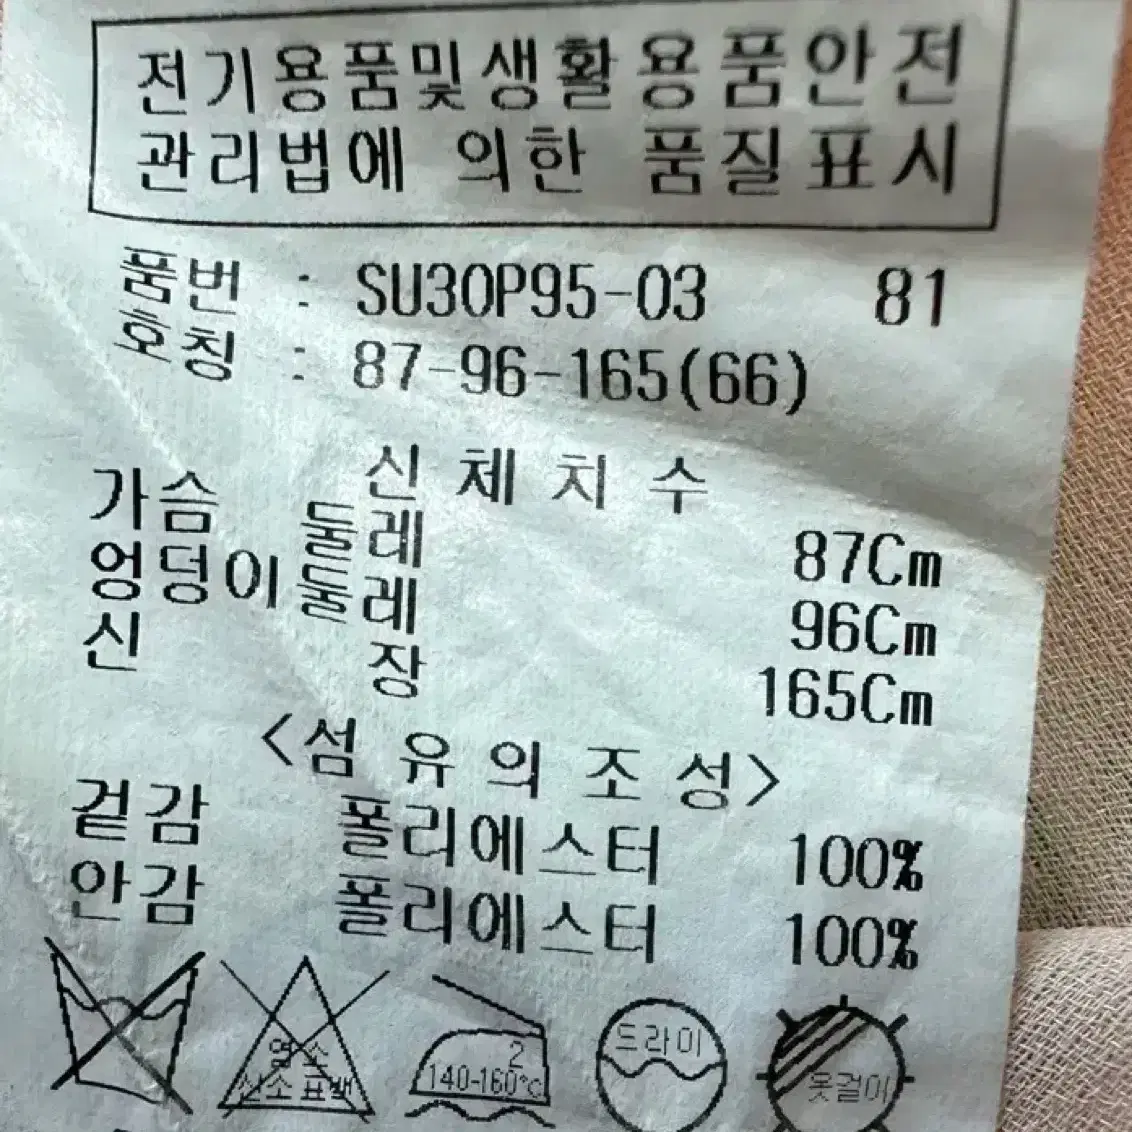 전기용품및생활용품안전
관리법에 의한 품질표시
품번 : SU30P95-03 81
호칭 : 87-96-165(66)
신체치수
가슴 둘레 87Cm
엉덩이둘레 96Cm
신 장 165Cm
<섬유의조성>
겉감 폴리에스터 100%
안감 폴리에스터 100%
염소
산소표백
2
140-160℃
드라이
옷걸이